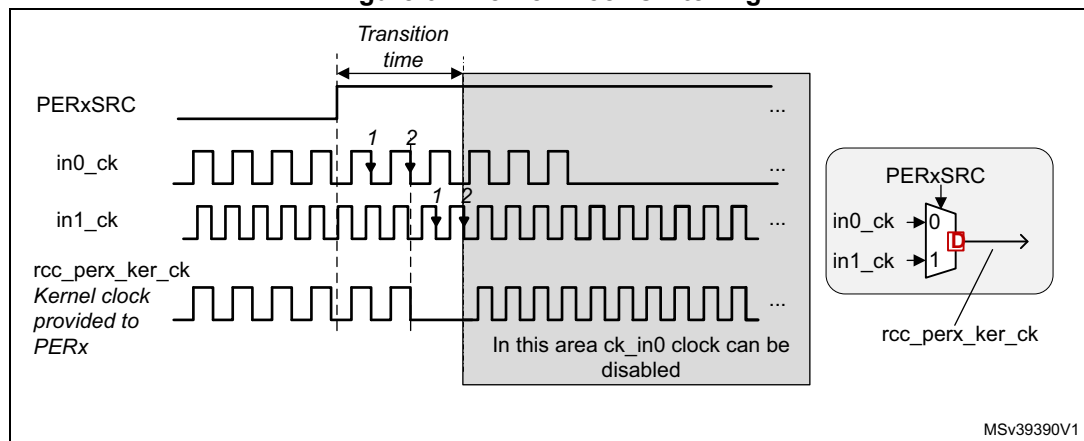 Transition
time
PERxSRC
...
1
2
in0_ck
...
1
2
in1_ck
...
rcc_perx_ker_ck
Kernel clock
provided to
PERx
...
In this area ck_in0 clock can be
disabled
PERxSRC
in0_ck
0
D
in1_ck
1
rcc_perx_ker_ck
MSv39390V1